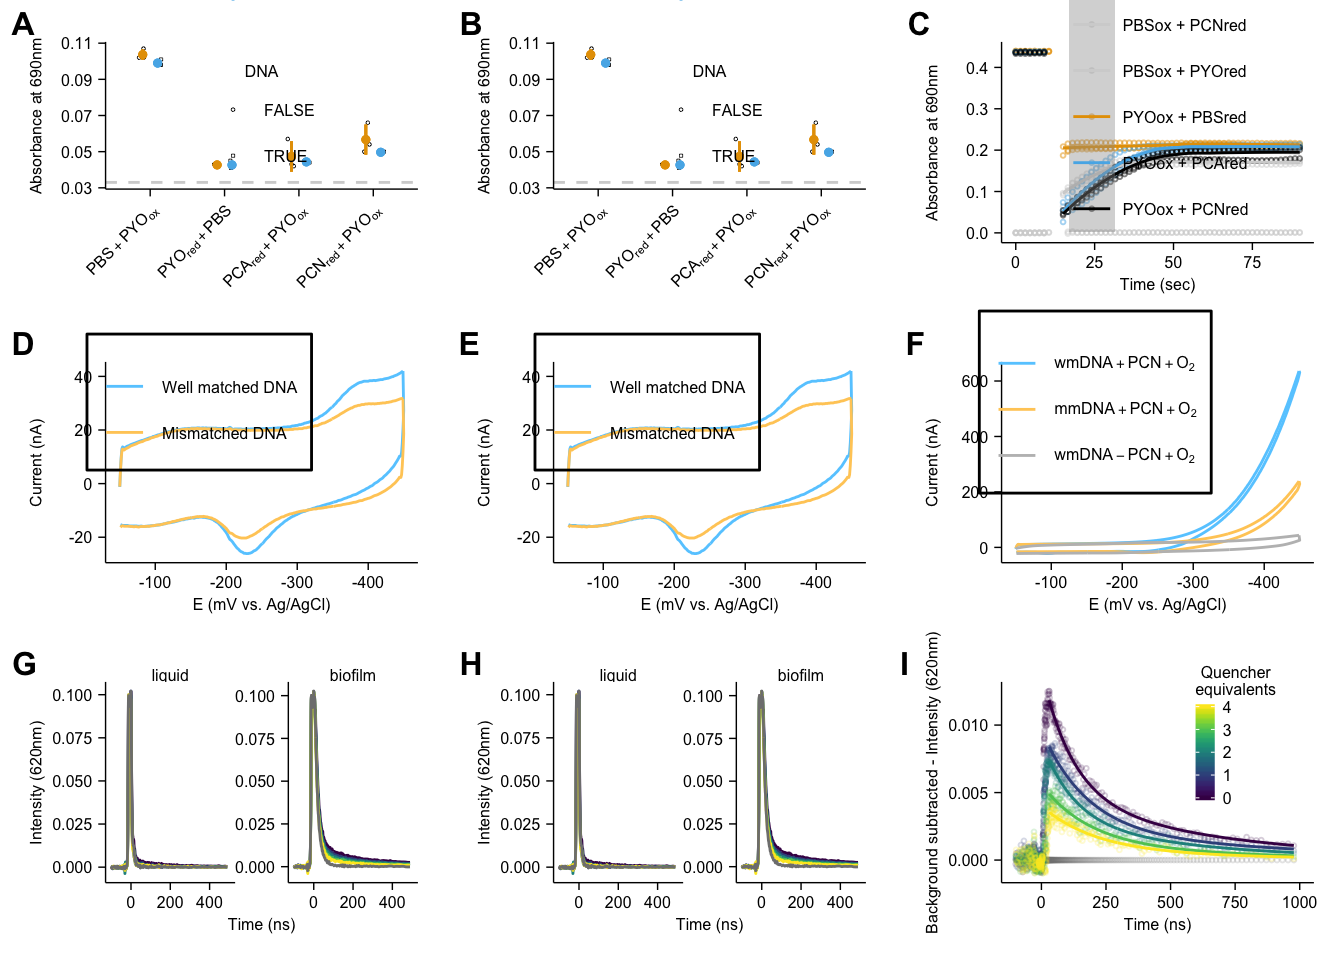 A
Absorbance at 690nm
0.11
0.09
0.07
0.05
0.03
DNA
FALSE
TRUE
PBS + PYOox
PYOred + PBS
PCAred + PYOox
PCNred + PYOox
B
Absorbance at 690nm
0.11
0.09
0.07
0.05
0.03
DNA
FALSE
TRUE
PBS + PYOox
PYOred + PBS
PCAred + PYOox
PCNred + PYOox
C
Absorbance at 690nm
0.4
0.3
0.2
0.1
0.0
PBSox + PCNred
PBSox + PYOred
PYOox + PBSred
PYOox + PCAred
PYOox + PCNred
0 25 50 75
Time (sec)
D
Current (nA)
40
20
0
-20
Well matched DNA
Mismatched DNA
-100 -200 -300 -400
E (mV vs. Ag/AgCl)
E
Current (nA)
40
20
0
-20
Well matched DNA
Mismatched DNA
-100 -200 -300 -400
E (mV vs. Ag/AgCl)
F
Current (nA)
600
400
200
0
wmDNA + PCN + O2
mmDNA + PCN + O2
wmDNA − PCN + O2
-100 -200 -300 -400
E (mV vs. Ag/AgCl)
G
Intensity (620nm)
liquid
0.100
0.075
0.050
0.025
0.000
0 200 400
biofilm
0.100
0.075
0.050
0.025
0.000
0 200 400
Time (ns)
H
Intensity (620nm)
liquid
0.100
0.075
0.050
0.025
0.000
0 200 400
biofilm
0.100
0.075
0.050
0.025
0.000
0 200 400
Time (ns)
I
Background subtracted - Intensity (620nm)
0.010
0.005
0.000
Quencher
equivalents
4
3
2
1
0
0 250 500 750 1000
Time (ns)